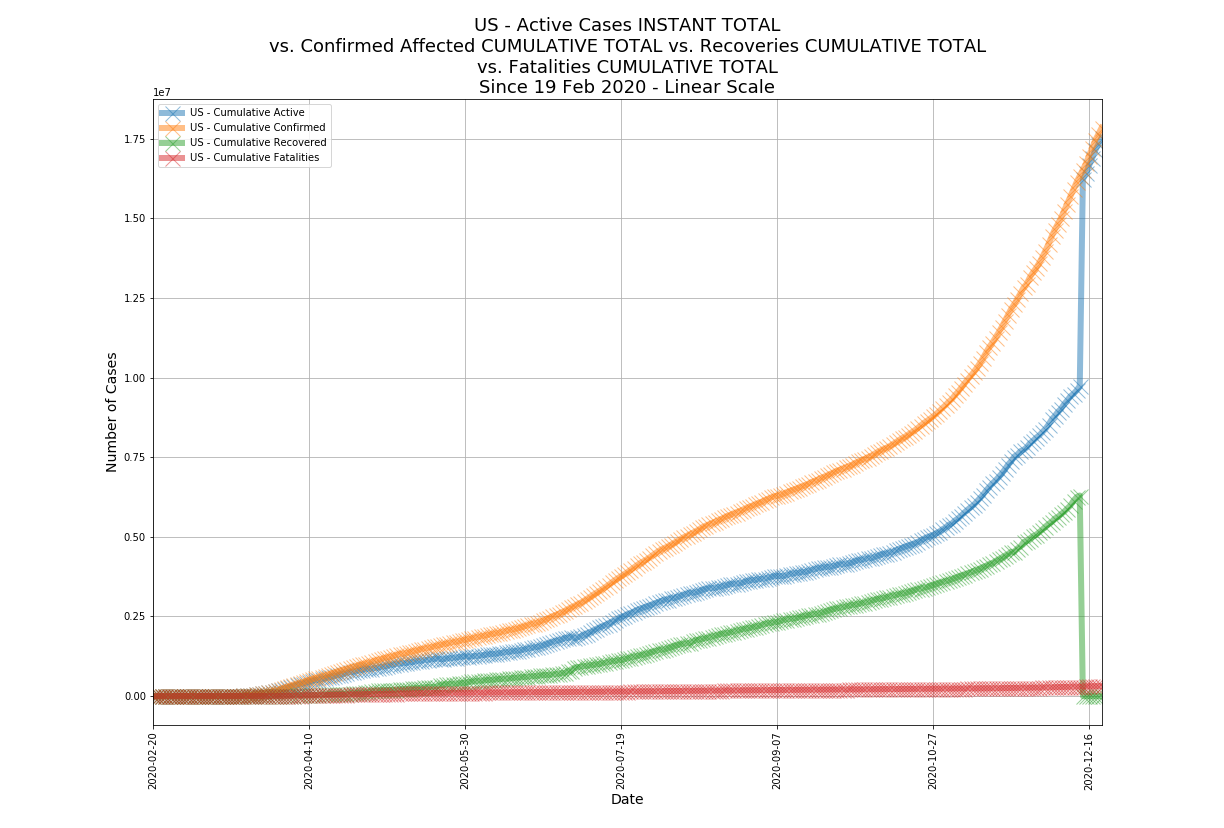 US - Active Cases INSTANT TOTAL
vs. Confirmed Affected CUMULATIVE TOTAL vs. Recoveries CUMULATIVE TOTAL
vs. Fatalities CUMULATIVE TOTAL
Since 19 Feb 2020 - Linear Scale
1e7
US - Cumulative Active
US - Cumulative Confirmed
US - Cumulative Recovered
US - Cumulative Fatalities
1.75
1.50
1.25
1.00
0.75
0.50
0.25
0.00
Number of Cases
2020-02-20
2020-04-10
2020-05-30
2020-07-19
2020-09-07
2020-10-27
2020-12-16
Date